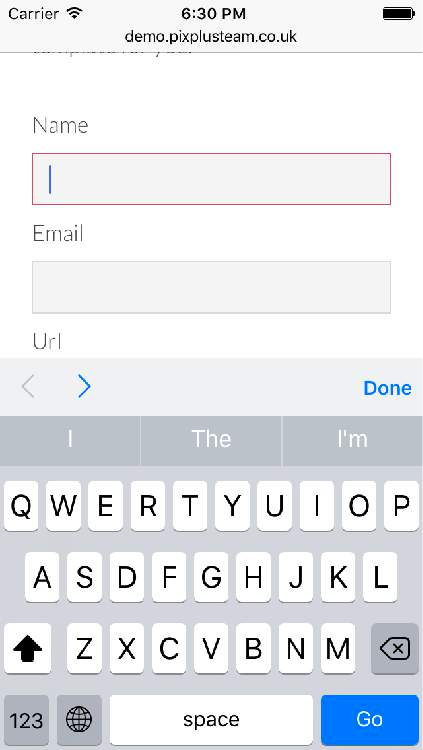 Carrier 6:30 PM
demo.pixplusteam.co.uk
Name
Email
Url
Done
I The I'm
Q W E R T Y U I O P
A S D F G H J K L
Z X C V B N M
123 space Go